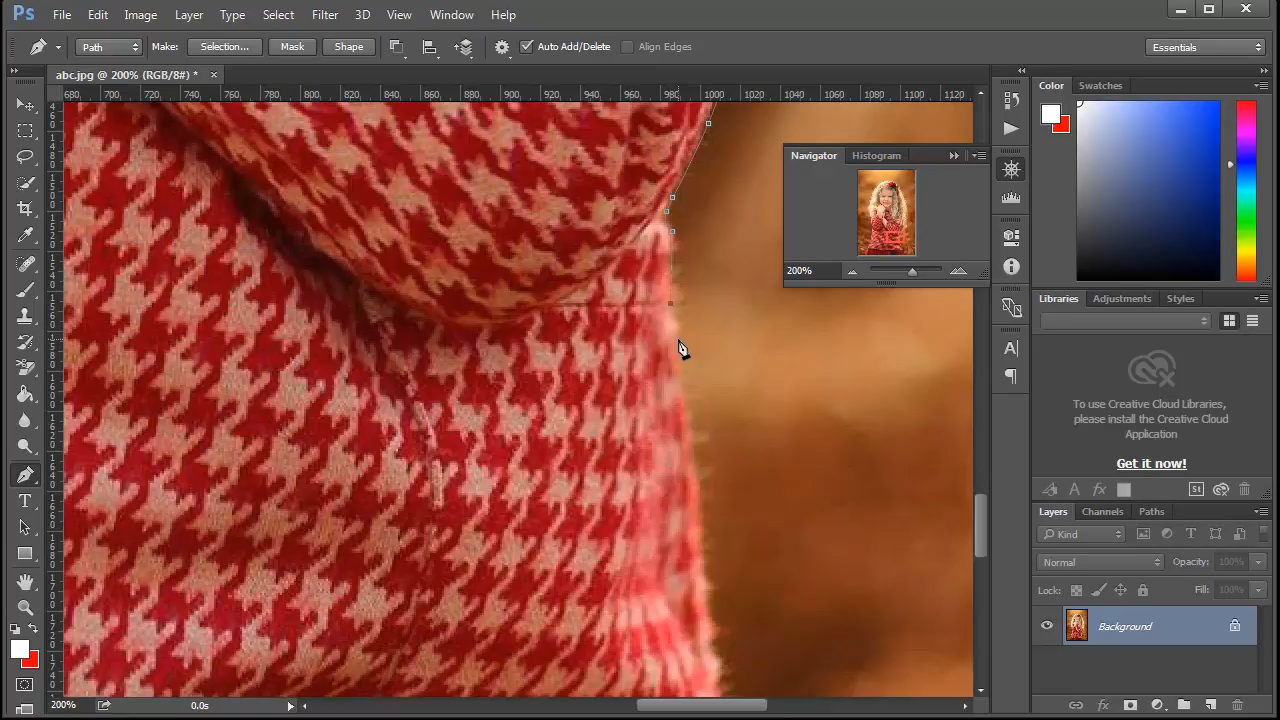 Ps File Edit Image Layer Type Select Filter 3D View Window Help
Path Make: Selection... Mask Shape Auto Add/Delete Align Edges Essentials
abc.jpg @ 200% (RGB/8#) *
680 700 720 740 760 780 800 820 840 860 880 900 920 940 960 980 1000 1020 1040 1060 1080 1100 1120
Color Swatches
Navigator Histogram
200%
Libraries Adjustments Styles
To use Creative Cloud Libraries,
please install the Creative Cloud
Application
Get it now!
St
Layers Channels Paths
Kind
Normal Opacity: 100%
Lock: Fill: 100%
Background
200% 0.0s